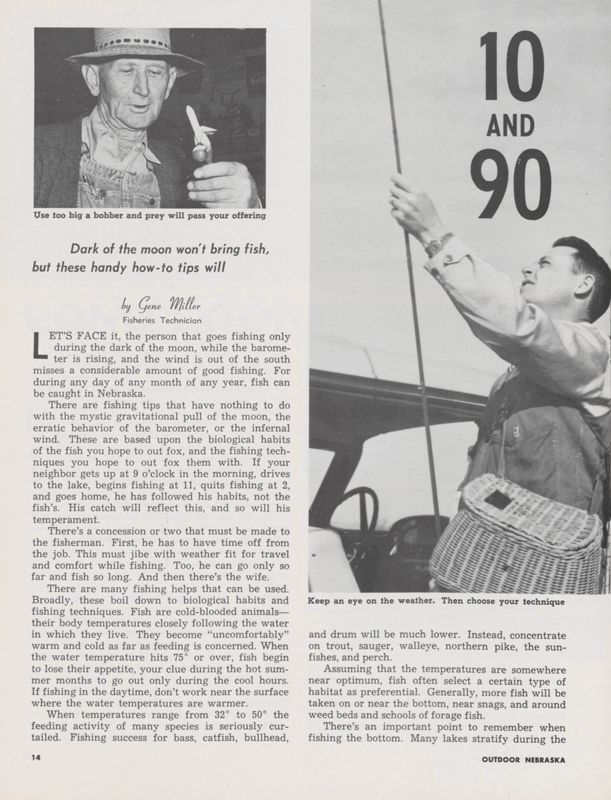 10
AND
90
Use too big a bobber and prey will pass your offering
Dark of the moon won't bring fish,
but these handy how-to tips will
by Gene Miller
Fisheries Technician
LET'S FACE it, the person that goes fishing only
during the dark of the moon, while the barome-
ter is rising, and the wind is out of the south
misses a considerable amount of good fishing. For
during any day of any month of any year, fish can
be caught in Nebraska.
There are fishing tips that have nothing to do
with the mystic gravitational pull of the moon, the
erratic behavior of the barometer, or the infernal
wind. These are based upon the biological habits
of the fish you hope to out fox, and the fishing tech-
niques you hope to out fox them with. If your
neighbor gets up at 9 o'clock in the morning, drives
to the lake, begins fishing at 11, quits fishing at 2,
and goes home, he has followed his habits, not the
fish's. His catch will reflect this, and so will his
temperament.
There's a concession or two that must be made to
the fisherman. First, he has to have time off from
the job. This must jibe with weather fit for travel
and comfort while fishing. Too, he can go only so
far and fish so long. And then there's the wife.
There are many fishing helps that can be used.
Broadly, these boil down to biological habits and
fishing techniques. Fish are cold-blooded animals—
their body temperatures closely following the water
in which they live. They become "uncomfortably"
warm and cold as far as feeding is concerned. When
the water temperature hits 75° or over, fish begin
to lose their appetite, your clue during the hot sum-
mer months to go out only during the cool hours.
If fishing in the daytime, don't work near the surface
where the water temperatures are warmer.
When temperatures range from 32° to 50° the
feeding activity of many species is seriously cur-
tailed. Fishing success for bass, catfish, bullhead,
Keep an eye on the weather. Then choose your technique
and drum will be much lower. Instead, concentrate
on trout, sauger, walleye, northern pike, the sun-
fishes, and perch.
Assuming that the temperatures are somewhere
near optimum, fish often select a certain type of
habitat as preferential. Generally, more fish will be
taken on or near the bottom, near snags, and around
weed beds and schools of forage fish.
There's an important point to remember when
fishing the bottom. Many lakes stratify during the
14
OUTDOOR NEBRASKA